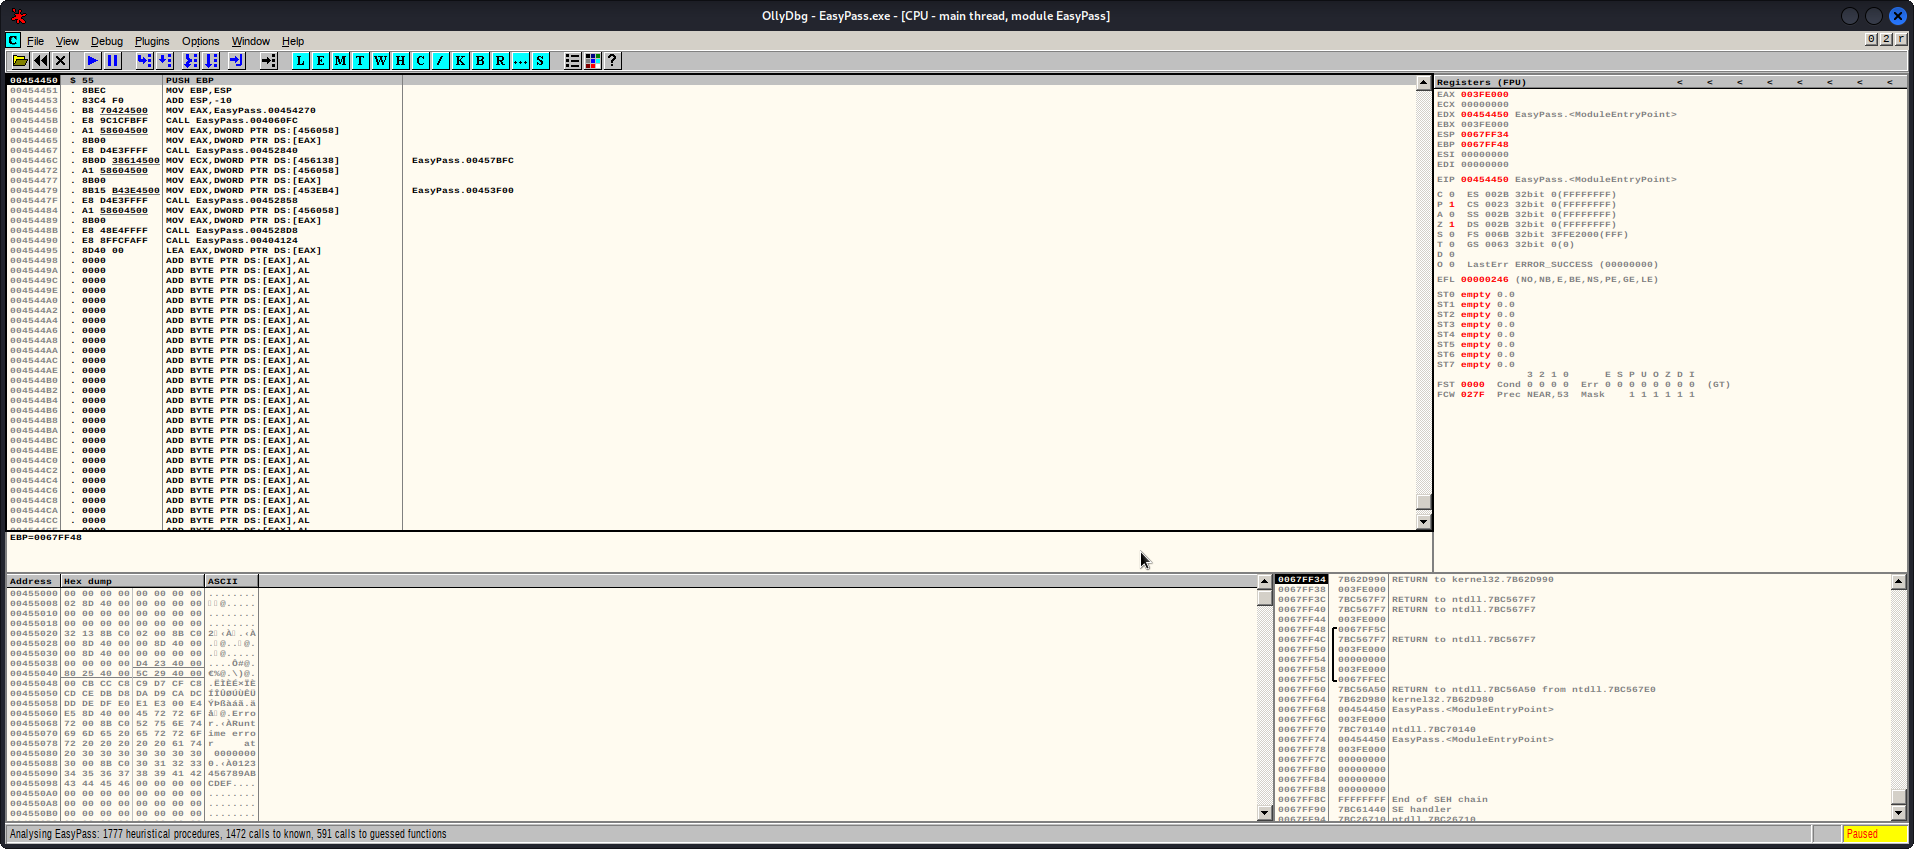 OllyDbg - EasyPass.exe - [CPU - main thread, module EasyPass]
C File View Debug Plugins Options Window Help 0 2 r
L E M T W H C / K B R ... S ?
00454450 $ 55 PUSH EBP
00454451 . 8BEC MOV EBP,ESP
00454453 . 83C4 F0 ADD ESP,-10
00454456 . B8 70424500 MOV EAX,EasyPass.00454270
0045445B . E8 9C1CFBFF CALL EasyPass.004060FC
00454460 . A1 58604500 MOV EAX,DWORD PTR DS:[456058]
00454465 . 8B00 MOV EAX,DWORD PTR DS:[EAX]
00454467 . E8 D4E3FFFF CALL EasyPass.00452840
0045446C . 8B0D 38614500 MOV ECX,DWORD PTR DS:[456138] EasyPass.00457BFC
00454472 . A1 58604500 MOV EAX,DWORD PTR DS:[456058]
00454477 . 8B00 MOV EAX,DWORD PTR DS:[EAX]
00454479 . 8B15 B43E4500 MOV EDX,DWORD PTR DS:[453EB4] EasyPass.00453F00
0045447F . E8 D4E3FFFF CALL EasyPass.00452858
00454484 . A1 58604500 MOV EAX,DWORD PTR DS:[456058]
00454489 . 8B00 MOV EAX,DWORD PTR DS:[EAX]
0045448B . E8 48E4FFFF CALL EasyPass.004528D8
00454490 . E8 8FFCFAFF CALL EasyPass.00404124
00454495 . 8D40 00 LEA EAX,DWORD PTR DS:[EAX]
00454498 . 0000 ADD BYTE PTR DS:[EAX],AL
0045449A . 0000 ADD BYTE PTR DS:[EAX],AL
0045449C . 0000 ADD BYTE PTR DS:[EAX],AL
0045449E . 0000 ADD BYTE PTR DS:[EAX],AL
004544A0 . 0000 ADD BYTE PTR DS:[EAX],AL
004544A2 . 0000 ADD BYTE PTR DS:[EAX],AL
004544A4 . 0000 ADD BYTE PTR DS:[EAX],AL
004544A6 . 0000 ADD BYTE PTR DS:[EAX],AL
004544A8 . 0000 ADD BYTE PTR DS:[EAX],AL
004544AA . 0000 ADD BYTE PTR DS:[EAX],AL
004544AC . 0000 ADD BYTE PTR DS:[EAX],AL
004544AE . 0000 ADD BYTE PTR DS:[EAX],AL
004544B0 . 0000 ADD BYTE PTR DS:[EAX],AL
004544B2 . 0000 ADD BYTE PTR DS:[EAX],AL
004544B4 . 0000 ADD BYTE PTR DS:[EAX],AL
004544B6 . 0000 ADD BYTE PTR DS:[EAX],AL
004544B8 . 0000 ADD BYTE PTR DS:[EAX],AL
004544BA . 0000 ADD BYTE PTR DS:[EAX],AL
004544BC . 0000 ADD BYTE PTR DS:[EAX],AL
004544BE . 0000 ADD BYTE PTR DS:[EAX],AL
004544C0 . 0000 ADD BYTE PTR DS:[EAX],AL
004544C2 . 0000 ADD BYTE PTR DS:[EAX],AL
004544C4 . 0000 ADD BYTE PTR DS:[EAX],AL
004544C6 . 0000 ADD BYTE PTR DS:[EAX],AL
004544C8 . 0000 ADD BYTE PTR DS:[EAX],AL
004544CA . 0000 ADD BYTE PTR DS:[EAX],AL
004544CC . 0000 ADD BYTE PTR DS:[EAX],AL
EBP=0067FF48
Registers (FPU) < < < < < < < <
EAX 003FE000
ECX 00000000
EDX 00454450 EasyPass.<ModuleEntryPoint>
EBX 003FE000
ESP 0067FF34
EBP 0067FF48
ESI 00000000
EDI 00000000
EIP 00454450 EasyPass.<ModuleEntryPoint>
C 0 ES 002B 32bit 0(FFFFFFFF)
P 1 CS 0023 32bit 0(FFFFFFFF)
A 0 SS 002B 32bit 0(FFFFFFFF)
Z 1 DS 002B 32bit 0(FFFFFFFF)
S 0 FS 006B 32bit 3FFE2000(FFF)
T 0 GS 0063 32bit 0(0)
D 0
O 0 LastErr ERROR_SUCCESS (00000000)
EFL 00000246 (NO,NB,E,BE,NS,PE,GE,LE)
ST0 empty 0.0
ST1 empty 0.0
ST2 empty 0.0
ST3 empty 0.0
ST4 empty 0.0
ST5 empty 0.0
ST6 empty 0.0
ST7 empty 0.0
3 2 1 0 E S P U O Z D I
FST 0000 Cond 0 0 0 0 Err 0 0 0 0 0 0 0 0 (GT)
FCW 027F Prec NEAR,53 Mask 1 1 1 1 1 1
Address Hex dump ASCII
00455000 00 00 00 00 00 00 00 00 ........
00455008 02 8D 40 00 00 00 00 00 @.....
00455010 00 00 00 00 00 00 00 00 ........
00455018 00 00 00 00 00 00 00 00 ........
00455020 32 13 8B C0 02 00 8B C0 2‹À.‹À
00455028 00 8D 40 00 00 8D 40 00 .@..@.
00455030 00 8D 40 00 00 00 00 00 .@.....
00455038 00 00 00 00 D4 23 40 00 ....Ô#@.
00455040 80 25 40 00 5C 29 40 00 €%@.\)@.
00455048 00 CB CC C8 C9 D7 CF C8 .ËÌÈÉ×ÏÈ
00455050 CD CE DB D8 DA D9 CA DC ÍÎÛØÚÙÊÜ
00455058 DD DE DF E0 E1 E3 00 E4 ÝÞßàáã.ä
00455060 E5 8D 40 00 45 72 72 6F å@.Erro
00455068 72 00 8B C0 52 75 6E 74 r.‹ÀRunt
00455070 69 6D 65 20 65 72 72 6F ime erro
00455078 72 20 20 20 20 20 61 74 r     at
00455080 20 30 30 30 30 30 30 30 0000000
00455088 30 00 8B C0 30 31 32 33 0.‹À0123
00455090 34 35 36 37 38 39 41 42 456789AB
00455098 43 44 45 46 00 00 00 00 CDEF....
004550A0 00 00 00 00 00 00 00 00 ........
004550A8 00 00 00 00 00 00 00 00 ........
004550B0 00 00 00 00 00 00 00 00 ........
0067FF34 7B62D990 RETURN to kernel32.7B62D990
0067FF38 003FE000
0067FF3C 7BC567F7 RETURN to ntdll.7BC567F7
0067FF40 7BC567F7 RETURN to ntdll.7BC567F7
0067FF44 003FE000
0067FF48 0067FF5C
0067FF4C 7BC567F7 RETURN to ntdll.7BC567F7
0067FF50 003FE000
0067FF54 00000000
0067FF58 003FE000
0067FF5C 0067FFEC
0067FF60 7BC56A50 RETURN to ntdll.7BC56A50 from ntdll.7BC567E0
0067FF64 7B62D980 kernel32.7B62D980
0067FF68 00454450 EasyPass.<ModuleEntryPoint>
0067FF6C 003FE000
0067FF70 7BC70140 ntdll.7BC70140
0067FF74 00454450 EasyPass.<ModuleEntryPoint>
0067FF78 003FE000
0067FF7C 00000000
0067FF80 00000000
0067FF84 00000000
0067FF88 00000000
0067FF8C FFFFFFFF End of SEH chain
0067FF90 7BC61440 SE handler
0067FF94 7BC26710 ntdll.7BC26710
Analysing EasyPass: 1777 heuristical procedures, 1472 calls to known, 591 calls to guessed functions Paused